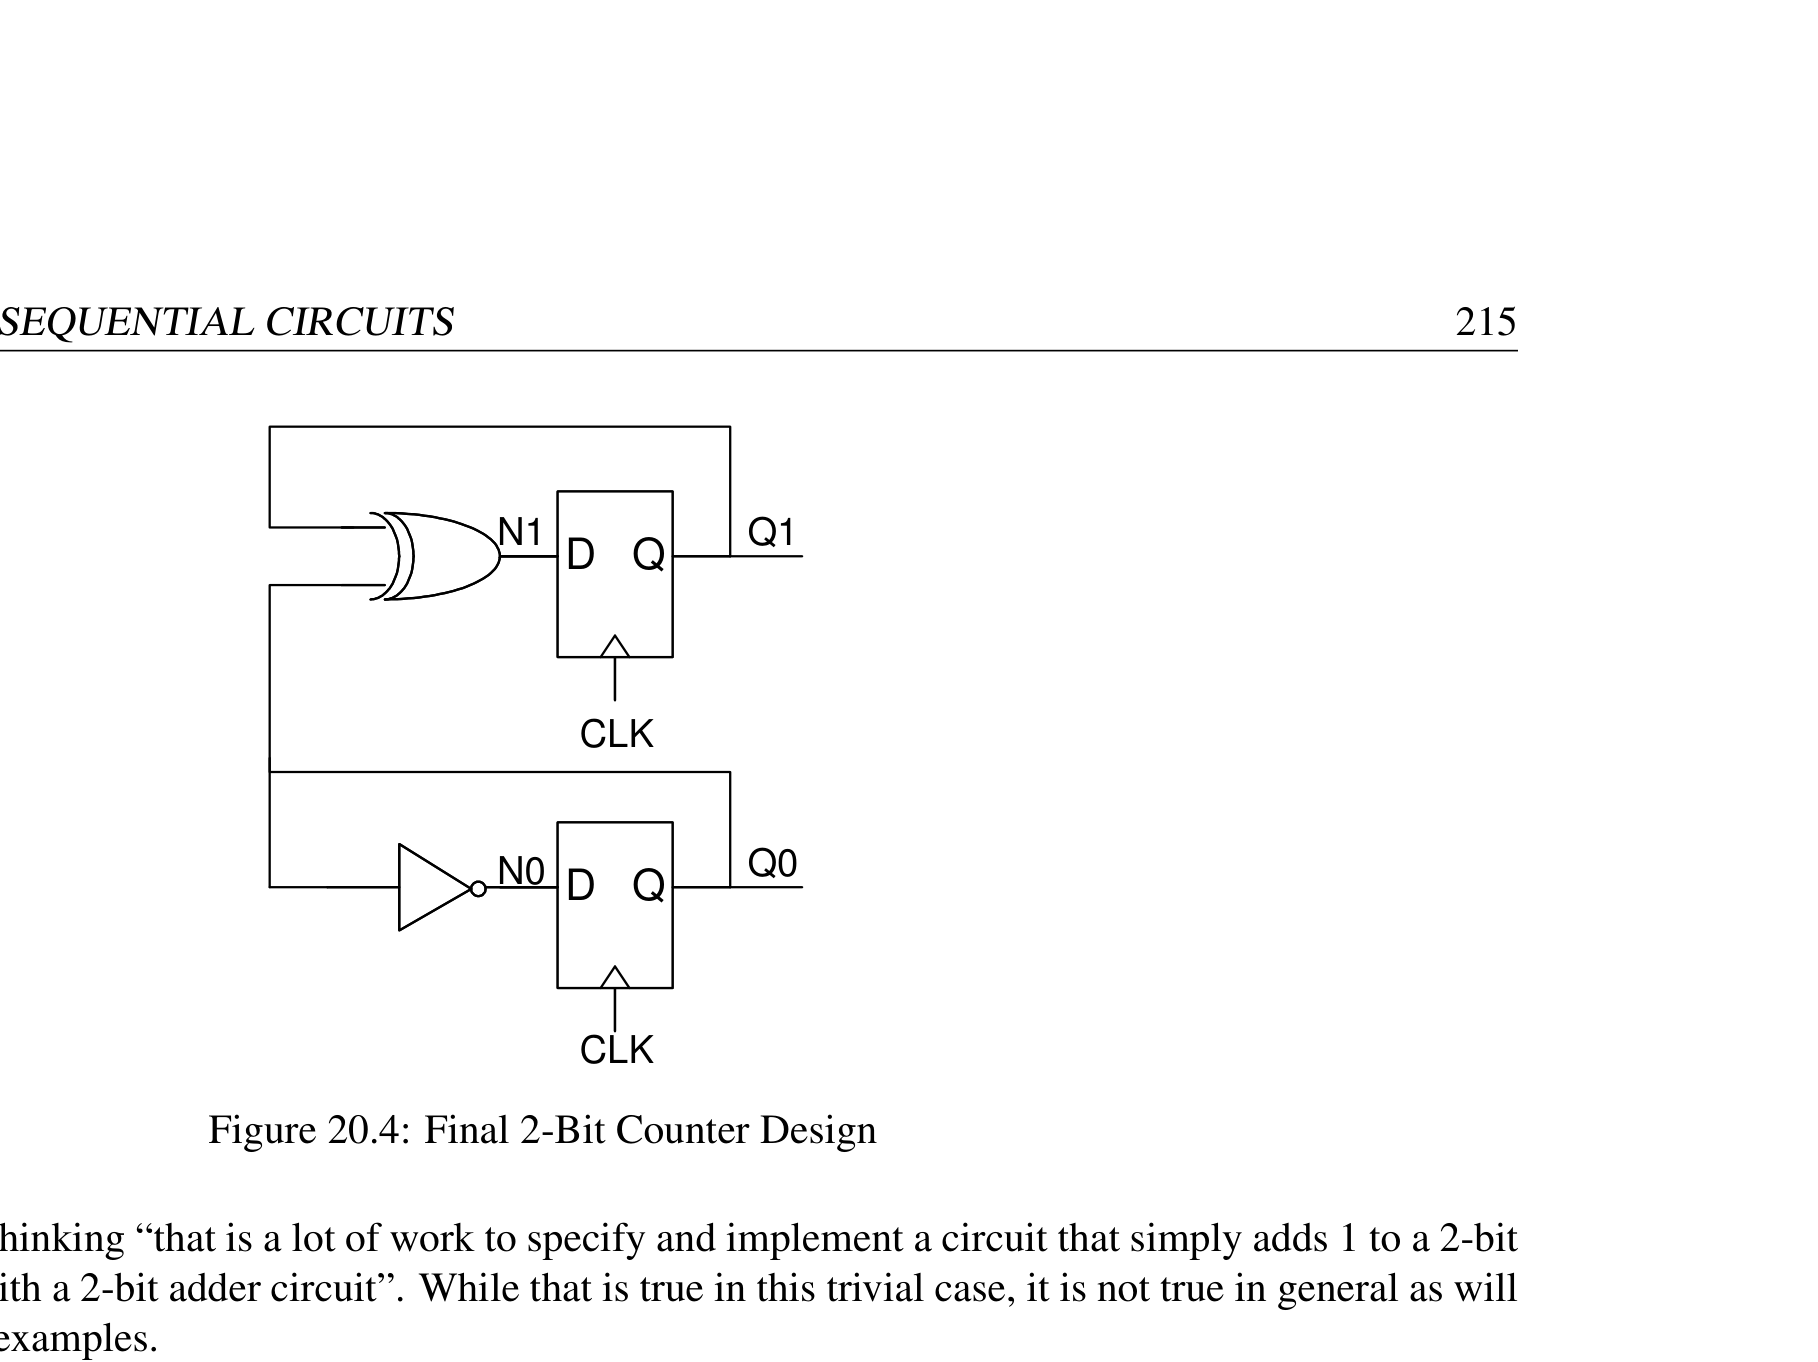 SEQUENTIAL CIRCUITS 215
N1 D Q Q1
CLK
N0 D Q Q0
CLK
Figure 20.4: Final 2-Bit Counter Design
hinking “that is a lot of work to specify and implement a circuit that simply adds 1 to a 2-bit
ith a 2-bit adder circuit”. While that is true in this trivial case, it is not true in general as will
examples.